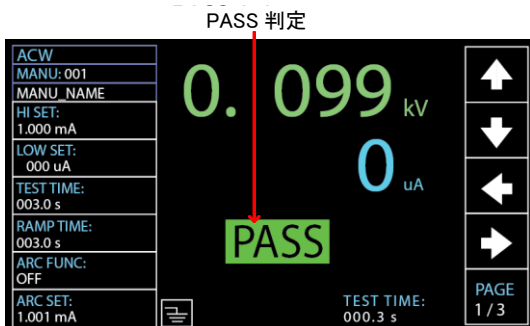 PASS 判定
ACW
MANU: 001
MANU_NAME
HI SET:
1.000 mA
LOW SET:
000 uA
TEST TIME:
003.0 s
RAMP TIME:
003.0 s
ARC FUNC:
OFF
ARC SET:
1.001 mA
0. 099 kV
0 uA
PASS
TEST TIME:
000.3 s
PAGE
1 / 3